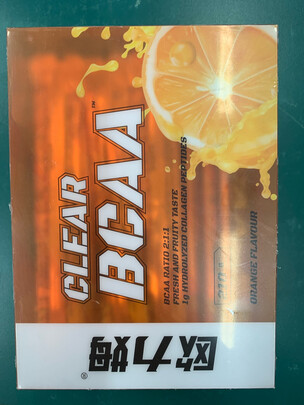 CLEAR
BCAA™
BCAA RATIO 2:1:1
FRESH AND FRUITY TASTE
1g HYDROLYZED COLLAGEN PEPTIDES
ORANGE FLAVOUR
欧力姆®